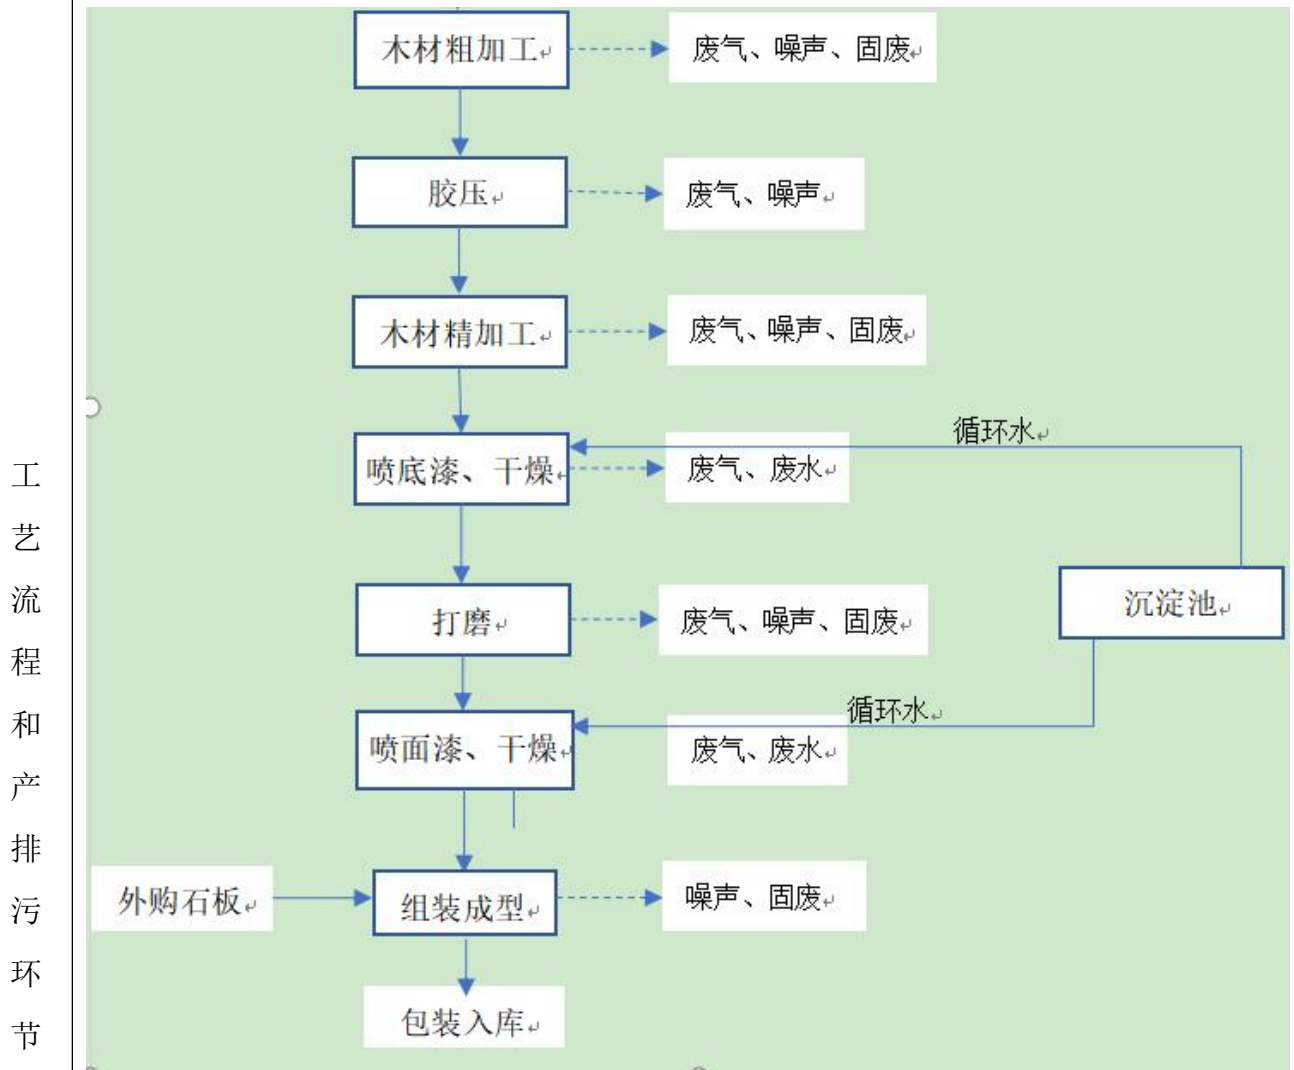 工艺流程和产排污环节
木材粗加工
废气、噪声、固废
胶压
废气、噪声
木材精加工
废气、噪声、固废
循环水
喷底漆、干燥
废气、废水
沉淀池
打磨
废气、噪声、固废
循环水
喷面漆、干燥
废气、废水
外购石板
组装成型
噪声、固废
包装入库